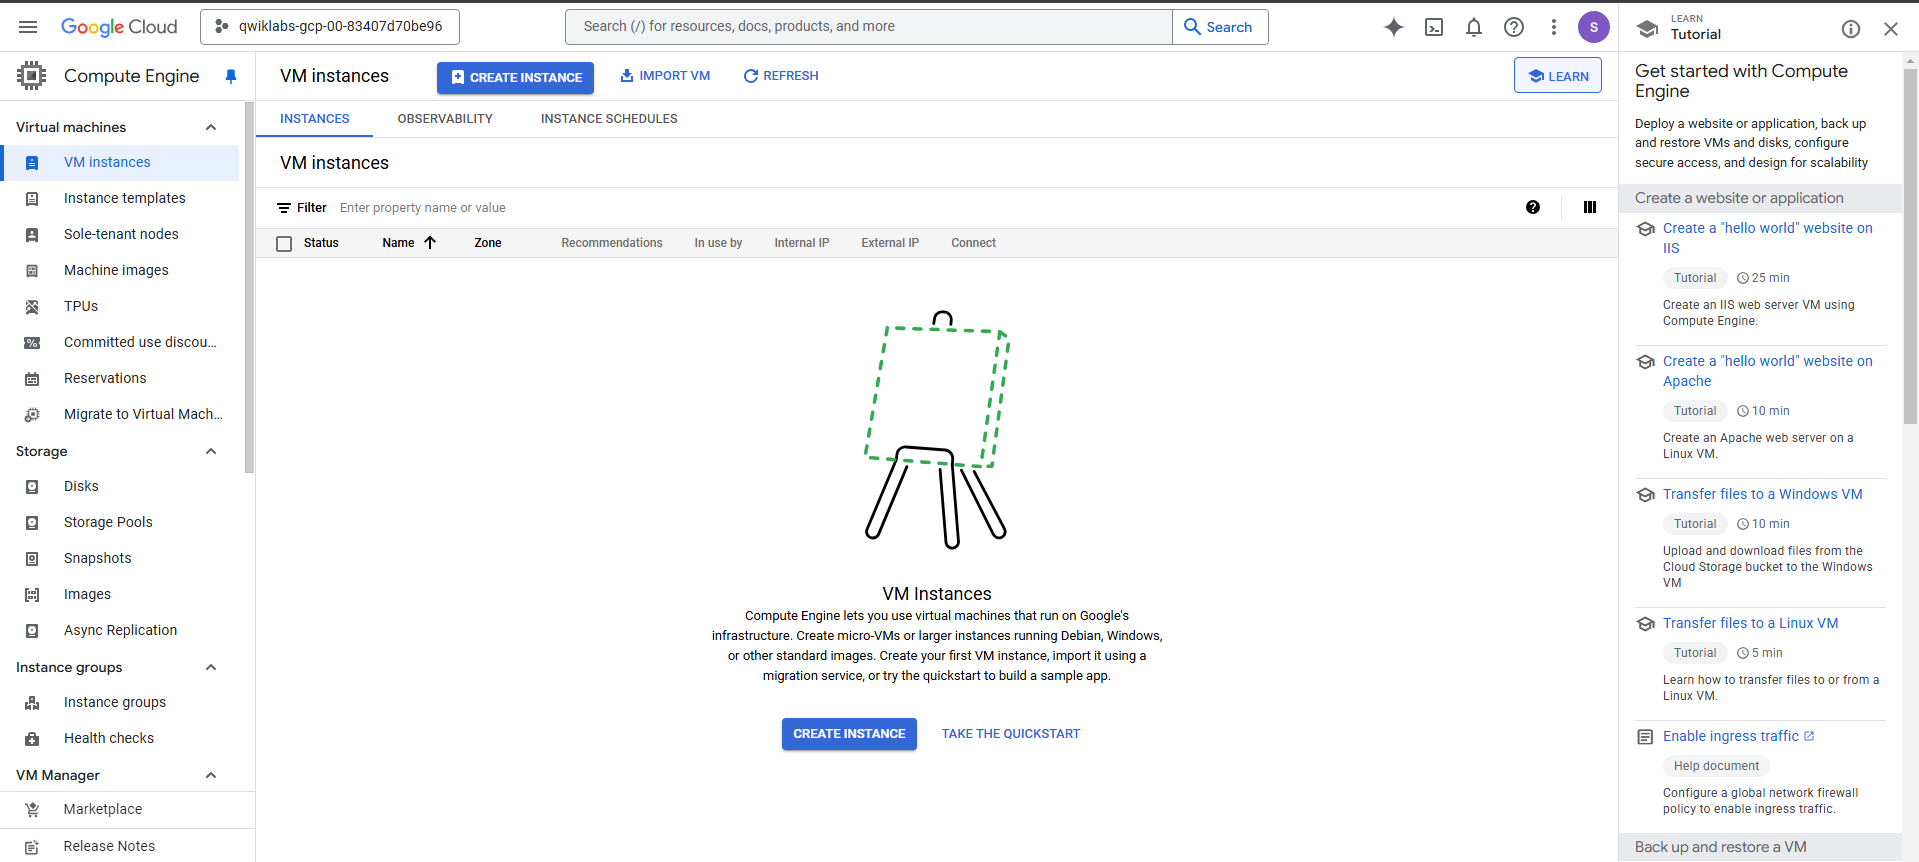 Google Cloud
qwiklabs-gcp-00-83407d70be96
Search (/) for resources, docs, products, and more
Search
S
LEARN
Tutorial
Compute Engine
VM instances
CREATE INSTANCE
IMPORT VM
REFRESH
LEARN
Virtual machines
VM instances
Instance templates
Sole-tenant nodes
Machine images
TPUs
Committed use discou...
Reservations
Migrate to Virtual Mach...
Storage
Disks
Storage Pools
Snapshots
Images
Async Replication
Instance groups
Instance groups
Health checks
VM Manager
Marketplace
Release Notes
INSTANCES
OBSERVABILITY
INSTANCE SCHEDULES
VM instances
Filter
Enter property name or value
Status
Name
Zone
Recommendations
In use by
Internal IP
External IP
Connect
VM Instances
Compute Engine lets you use virtual machines that run on Google's
infrastructure. Create micro-VMs or larger instances running Debian, Windows,
or other standard images. Create your first VM instance, import it using a
migration service, or try the quickstart to build a sample app.
CREATE INSTANCE
TAKE THE QUICKSTART
Get started with Compute
Engine
Deploy a website or application, back up
and restore VMs and disks, configure
secure access, and design for scalability
Create a website or application
Create a "hello world" website on
IIS
Tutorial
25 min
Create an IIS web server VM using
Compute Engine.
Create a "hello world" website on
Apache
Tutorial
10 min
Create an Apache web server on a
Linux VM.
Transfer files to a Windows VM
Tutorial
10 min
Upload and download files from the
Cloud Storage bucket to the Windows
VM
Transfer files to a Linux VM
Tutorial
5 min
Learn how to transfer files to or from a
Linux VM.
Enable ingress traffic
Help document
Configure a global network firewall
policy to enable ingress traffic.
Back up and restore a VM